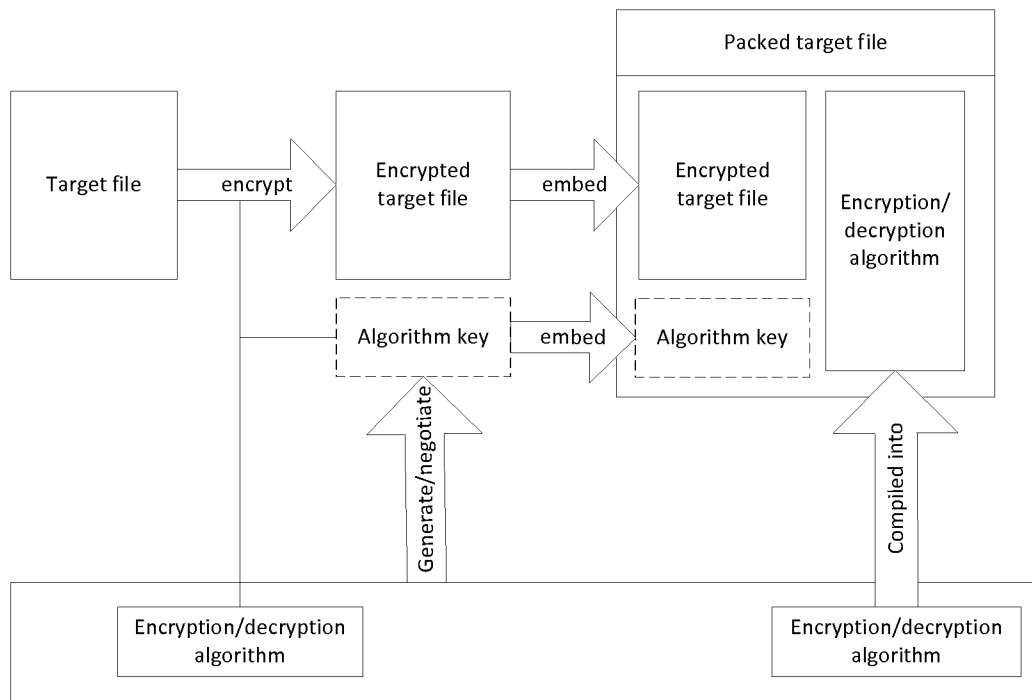 Packed target file
Target file
encrypt
Encrypted
target file
embed
Encrypted
target file
Encryption/
decryption
algorithm
Algorithm key
embed
Algorithm key
Generate/negotiate
Compiled into
Encryption/decryption
algorithm
Encryption/decryption
algorithm